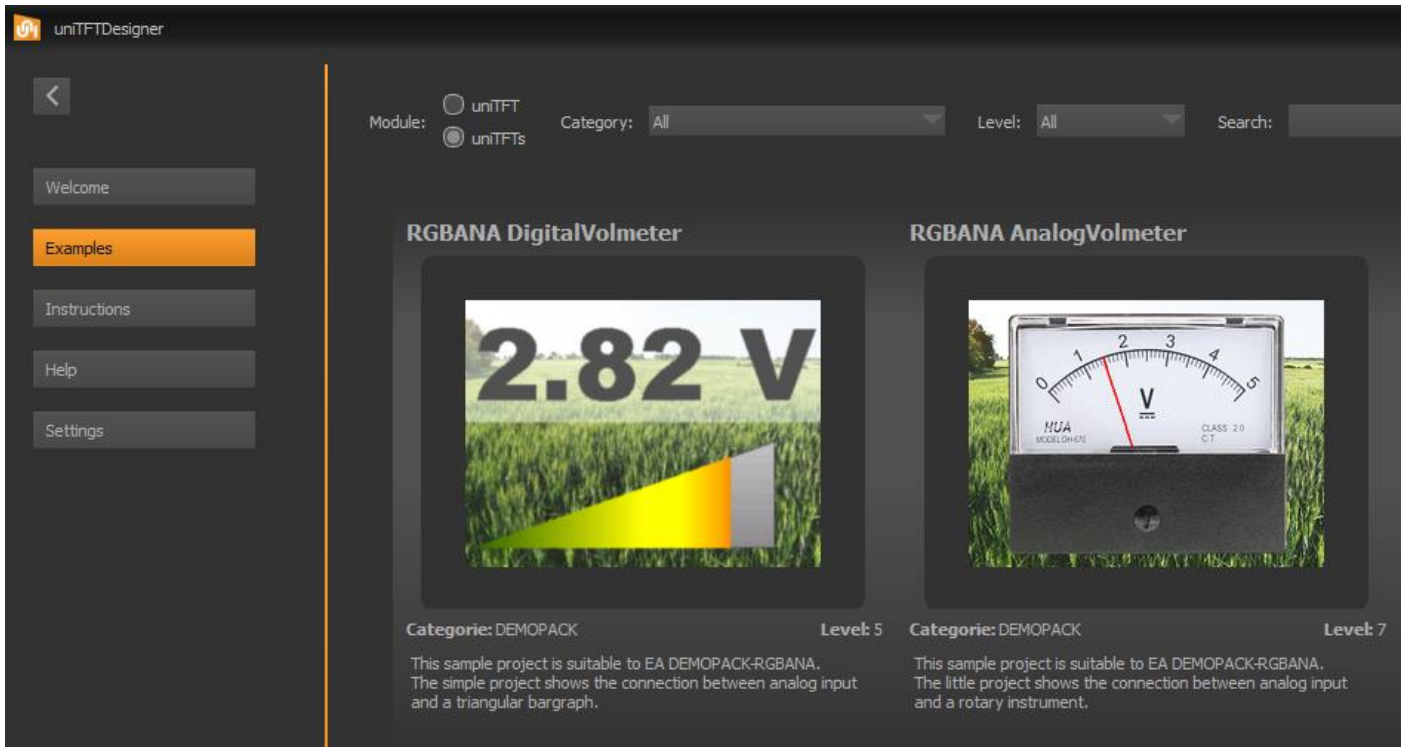 uniTFTDesigner
Module:
uniTFT
uniTFTs
Category:
All
Level:
All
Search:
Welcome
Examples
Instructions
Help
Settings
RGBANA DigitalVolmeter
2.82 V
Categorie: DEMOPACK
Level: 5
This sample project is suitable to EA DEMOPACK-RGBANA.
The simple project shows the connection between analog input
and a triangular bargraph.
RGBANA AnalogVolmeter
0 1 2 3 4 5
V
HUA
MODEL DH-670
CLASS 2.0
C.T.
Categorie: DEMOPACK
Level: 7
This sample project is suitable to EA DEMOPACK-RGBANA.
The little project shows the connection between analog input
and a rotary instrument.